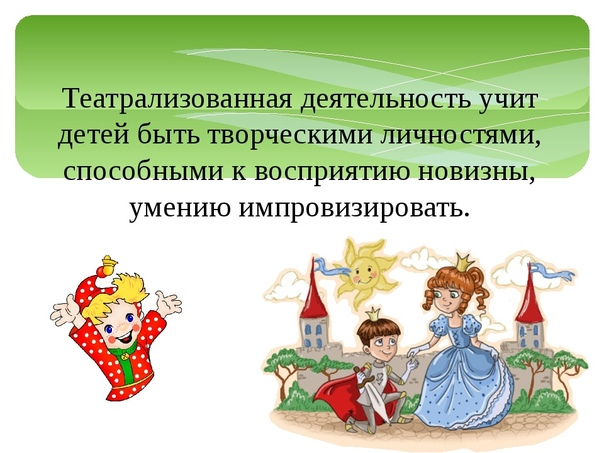 Театрализованная деятельность учит
детей быть творческими личностями,
способными к восприятию новизны,
умению импровизировать.